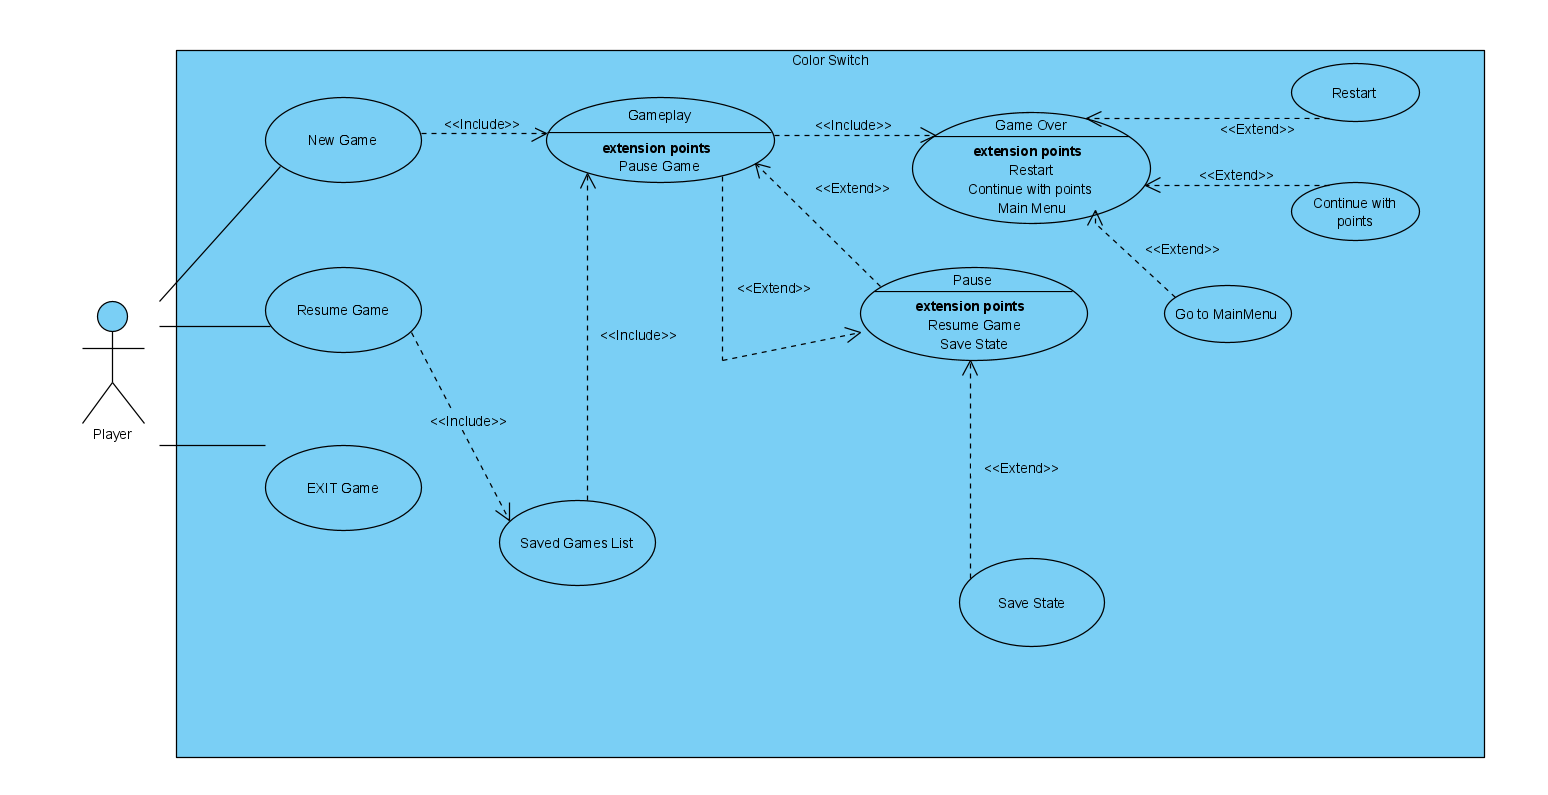 Color Switch
New Game
<<Include>>
Gameplay
extension points
Pause Game
<<Include>>
Game Over
extension points
Restart
Continue with points
Main Menu
Restart
<<Extend>>
<<Extend>>
Continue with
points
<<Extend>>
<<Extend>>
Go to MainMenu
Pause
extension points
Resume Game
Save State
<<Extend>>
<<Include>>
Resume Game
<<Include>>
Player
EXIT Game
Saved Games List
<<Extend>>
Save State